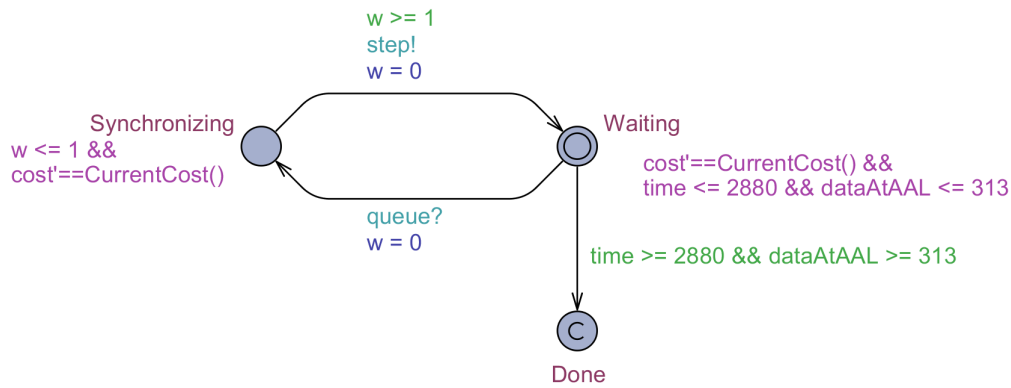 w >= 1
step!
w = 0
Synchronizing
w <= 1 &&
cost'==CurrentCost()
Waiting
cost'==CurrentCost() &&
time <= 2880 && dataAtAAL <= 313
queue?
w = 0
time >= 2880 && dataAtAAL >= 313
C
Done